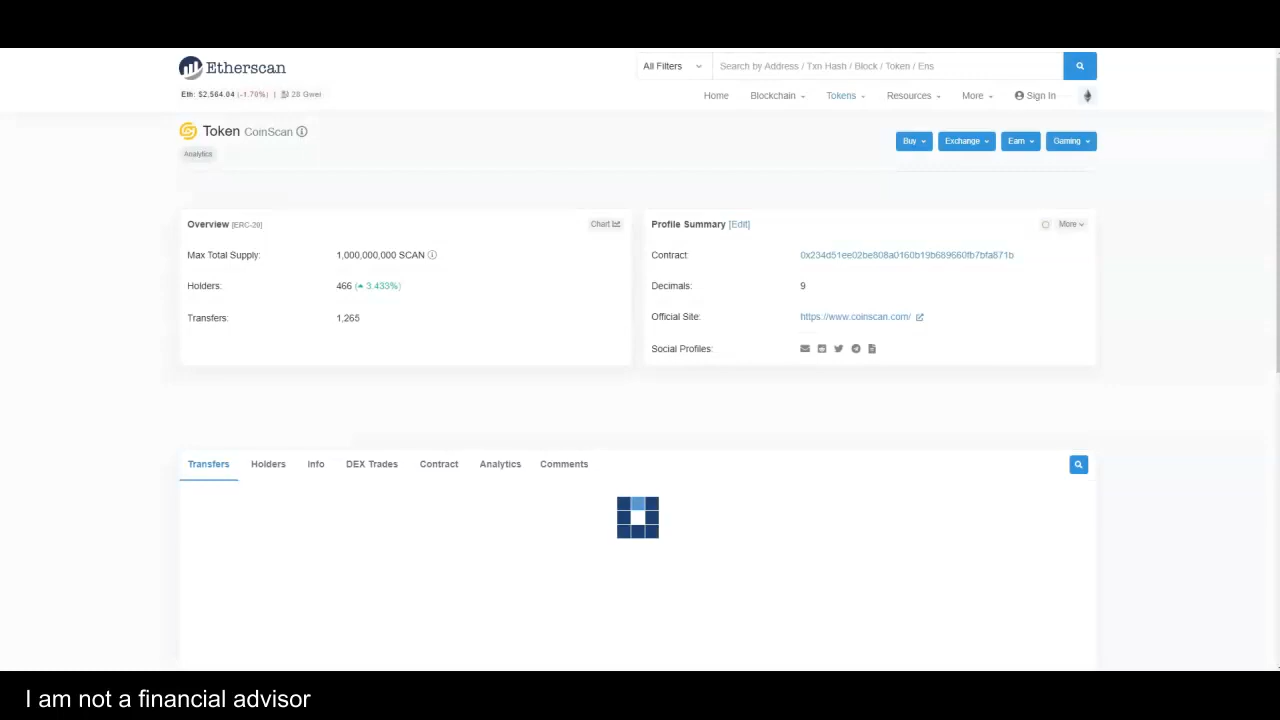 Etherscan
All Filters
Search by Address / Txn Hash / Block / Token / Ens
Eth: $2,564.04 (-1.70%) | 28 Gwei
Home Blockchain Tokens Resources More Sign In
Token CoinScan
Analytics
Buy Exchange Earn Gaming
Overview [ERC-20] Chart
Max Total Supply: 1,000,000,000 SCAN
Holders: 466 (3.433%)
Transfers: 1,265
Profile Summary [Edit] More
Contract: 0x234d51ee02be808a0160b19b689660fb7bfa871b
Decimals: 9
Official Site: https://www.coinscan.com/
Social Profiles:
Transfers Holders Info DEX Trades Contract Analytics Comments
I am not a financial advisor